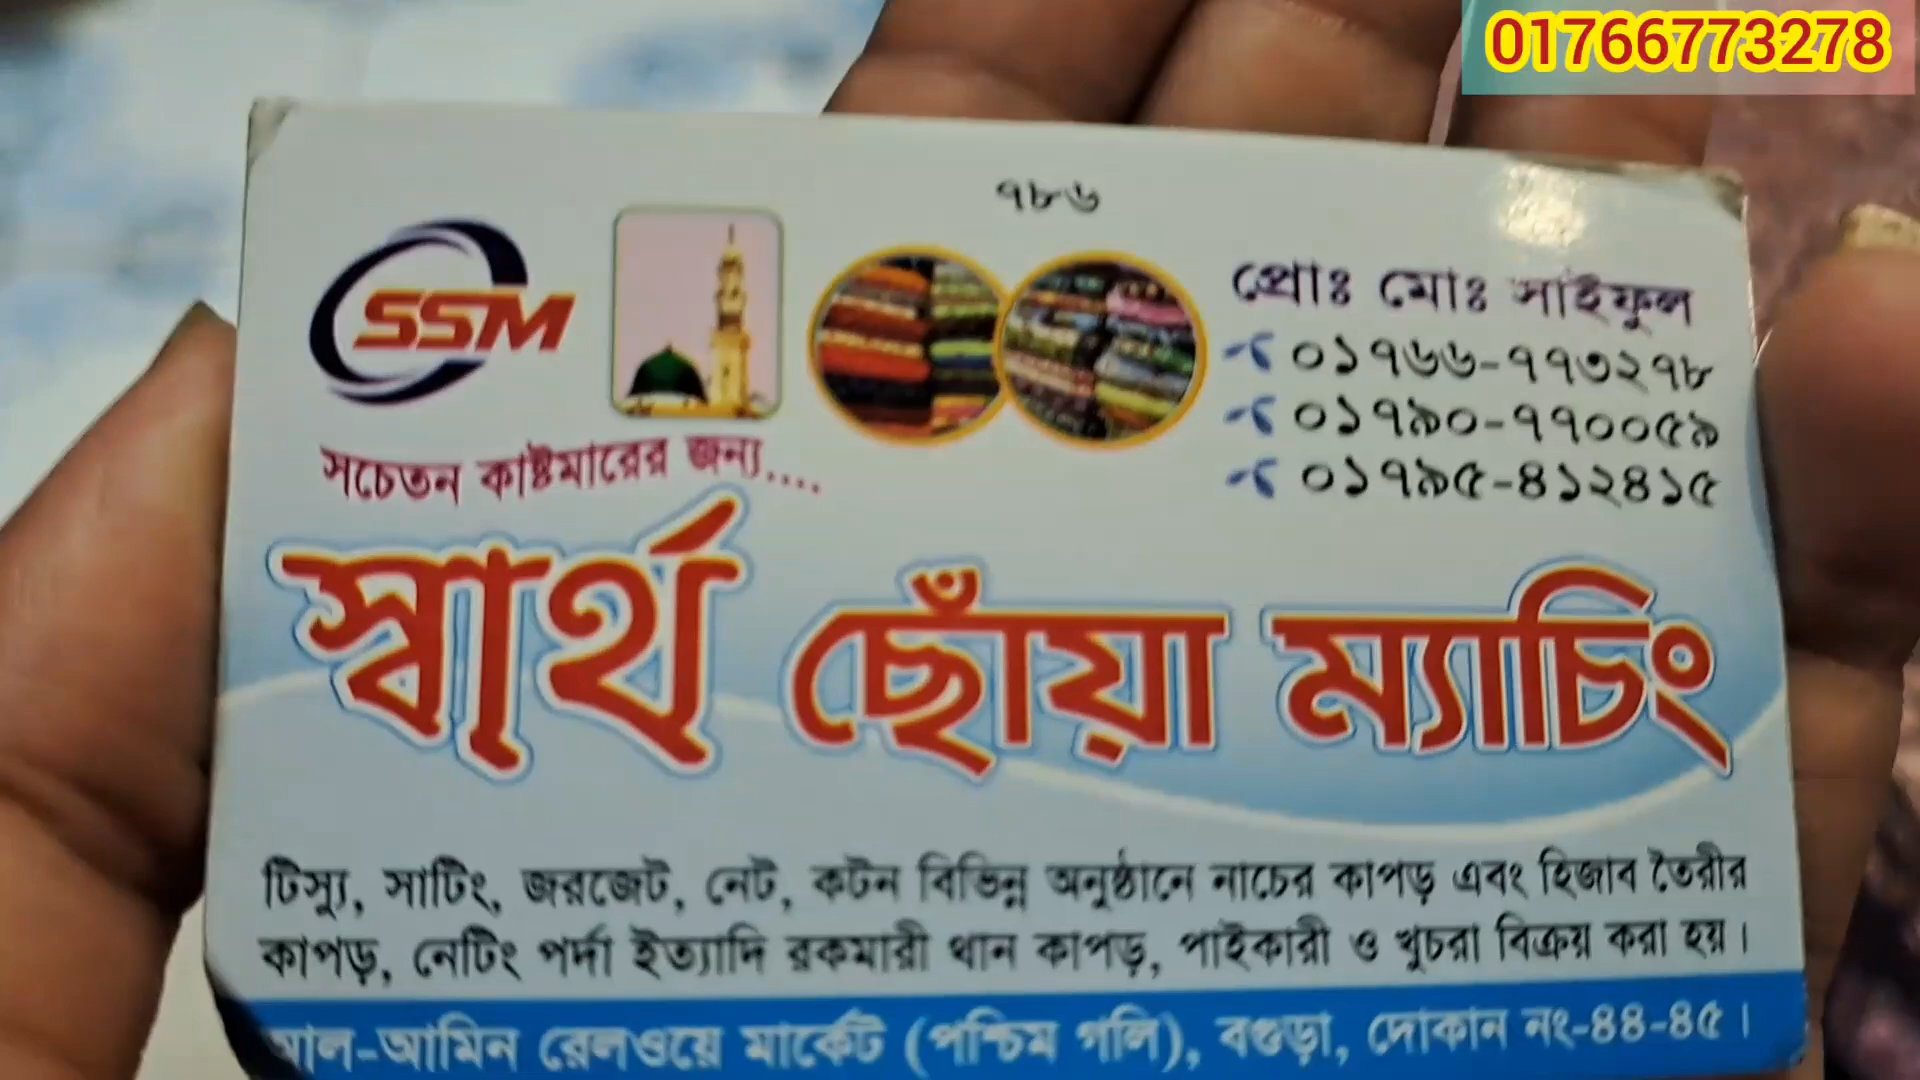 01766773278
৭৮৬
SSM
প্রোঃ মোঃ সাইফুল
০১৭৬৬-৭৭৩২৭৮
০১৭৯০-৭৭০০৫৯
০১৭৯৫-৪১২৪১৫
সচেতন কাষ্টমারের জন্য....
স্বার্থ ছোঁয়া ম্যাচিং
টিস্যু, সাটিং, জরজেট, নেট, কটন বিভিন্ন অনুষ্ঠানে নাচের কাপড় এবং হিজাব তৈরীর
কাপড়, নেটিং পর্দা ইত্যাদি রকমারী থান কাপড়, পাইকারী ও খুচরা বিক্রয় করা হয়।
আল-আমিন রেলওয়ে মার্কেট (পশ্চিম গলি), বগুড়া, দোকান নং-৪৪-৪৫।